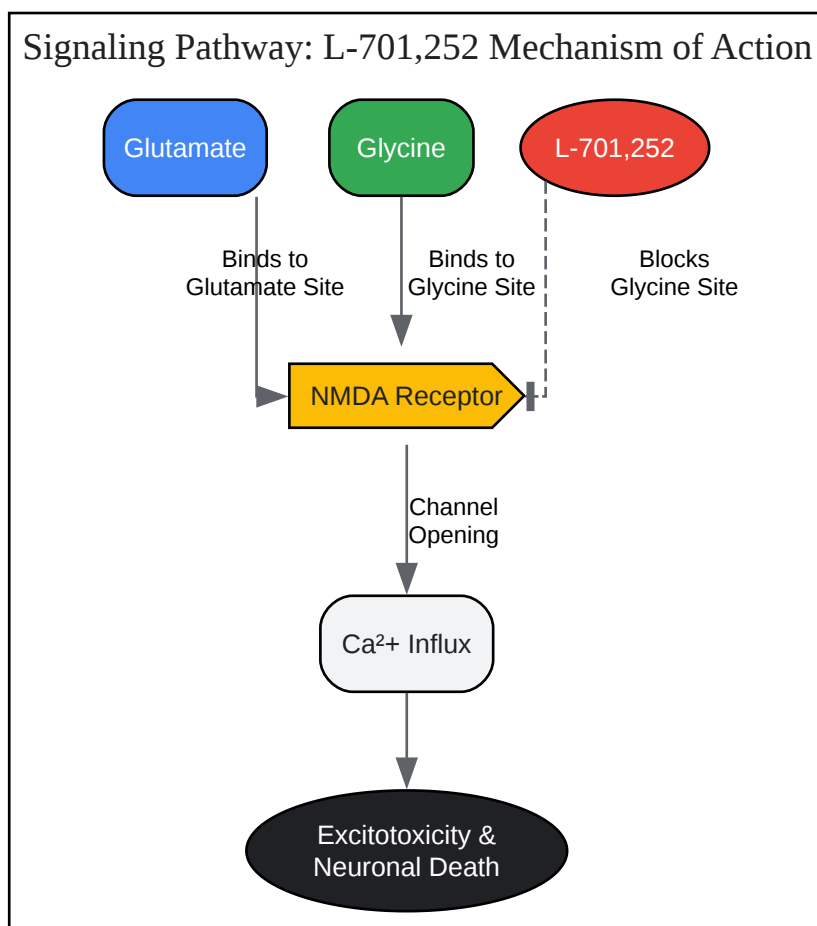 Signaling Pathway: L-701,252 Mechanism of Action
Glutamate
Glycine
L-701,252
Binds to
Glutamate Site
Binds to
Glycine Site
Blocks
Glycine Site
NMDA Receptor
Channel
Opening
Ca²+ Influx
Excitotoxicity &
Neuronal Death